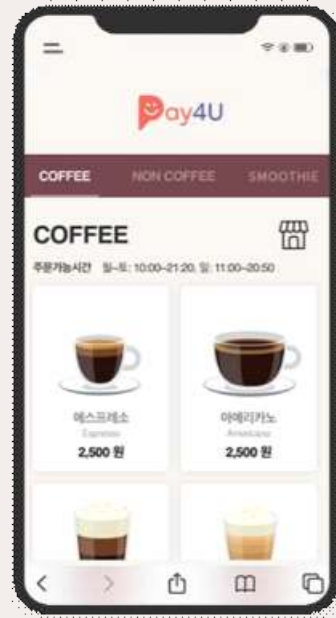 Pay4U
COFFEE NON COFFEE SMOOTHIE
COFFEE
주문가능시간 월~토: 10:00~21:20, 일: 11:00~20:50
에스프레소
Espresso
2,500 원
아메리카노
Americano
2,500 원